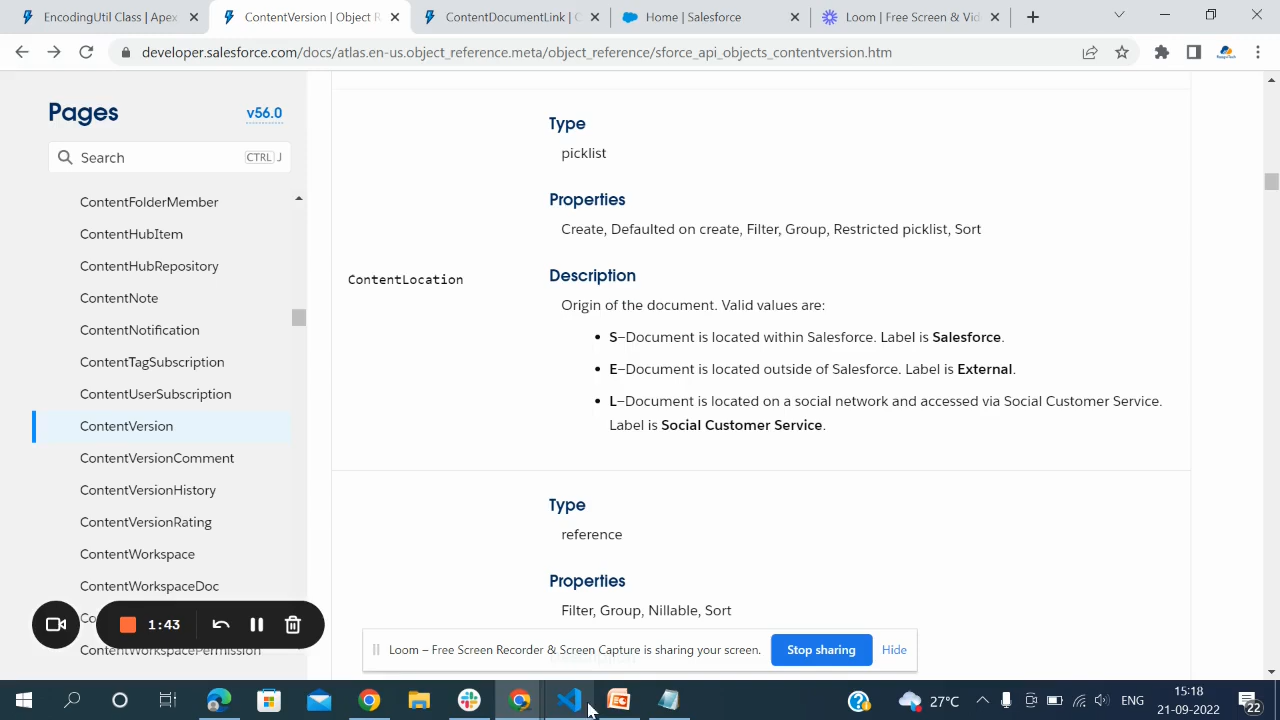 EncodingUtil Class | Apex
ContentVersion | Object R
ContentDocumentLink | C
Home | Salesforce
Loom | Free Screen & Vid
developer.salesforce.com/docs/atlas.en-us.object_reference.meta/object_reference/sforce_api_objects_contentversion.htm
Pages
v56.0
Search
CTRL J
ContentFolderMember
ContentHubItem
ContentHubRepository
ContentNote
ContentNotification
ContentTagSubscription
ContentUserSubscription
ContentVersion
ContentVersionComment
ContentVersionHistory
ContentVersionRating
ContentWorkspace
ContentWorkspaceDoc
ContentWorkspacePermission
Type
picklist
Properties
Create, Defaulted on create, Filter, Group, Restricted picklist, Sort
ContentLocation
Description
Origin of the document. Valid values are:
• S—Document is located within Salesforce. Label is Salesforce.
• E—Document is located outside of Salesforce. Label is External.
• L—Document is located on a social network and accessed via Social Customer Service.
Label is Social Customer Service.
Type
reference
Properties
Filter, Group, Nillable, Sort
1:43
Loom – Free Screen Recorder & Screen Capture is sharing your screen.
Stop sharing
Hide
27°C
ENG
15:18
21-09-2022
22